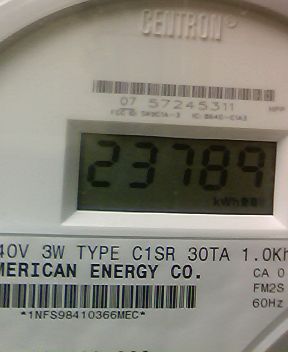 CENTRON
07 57245311
23789
kWh
40V 3W TYPE C1SR 30TA 1.0Kh
MERICAN ENERGY CO.
CA 0
FM2S
60Hz
*1NFS98410366MEC*